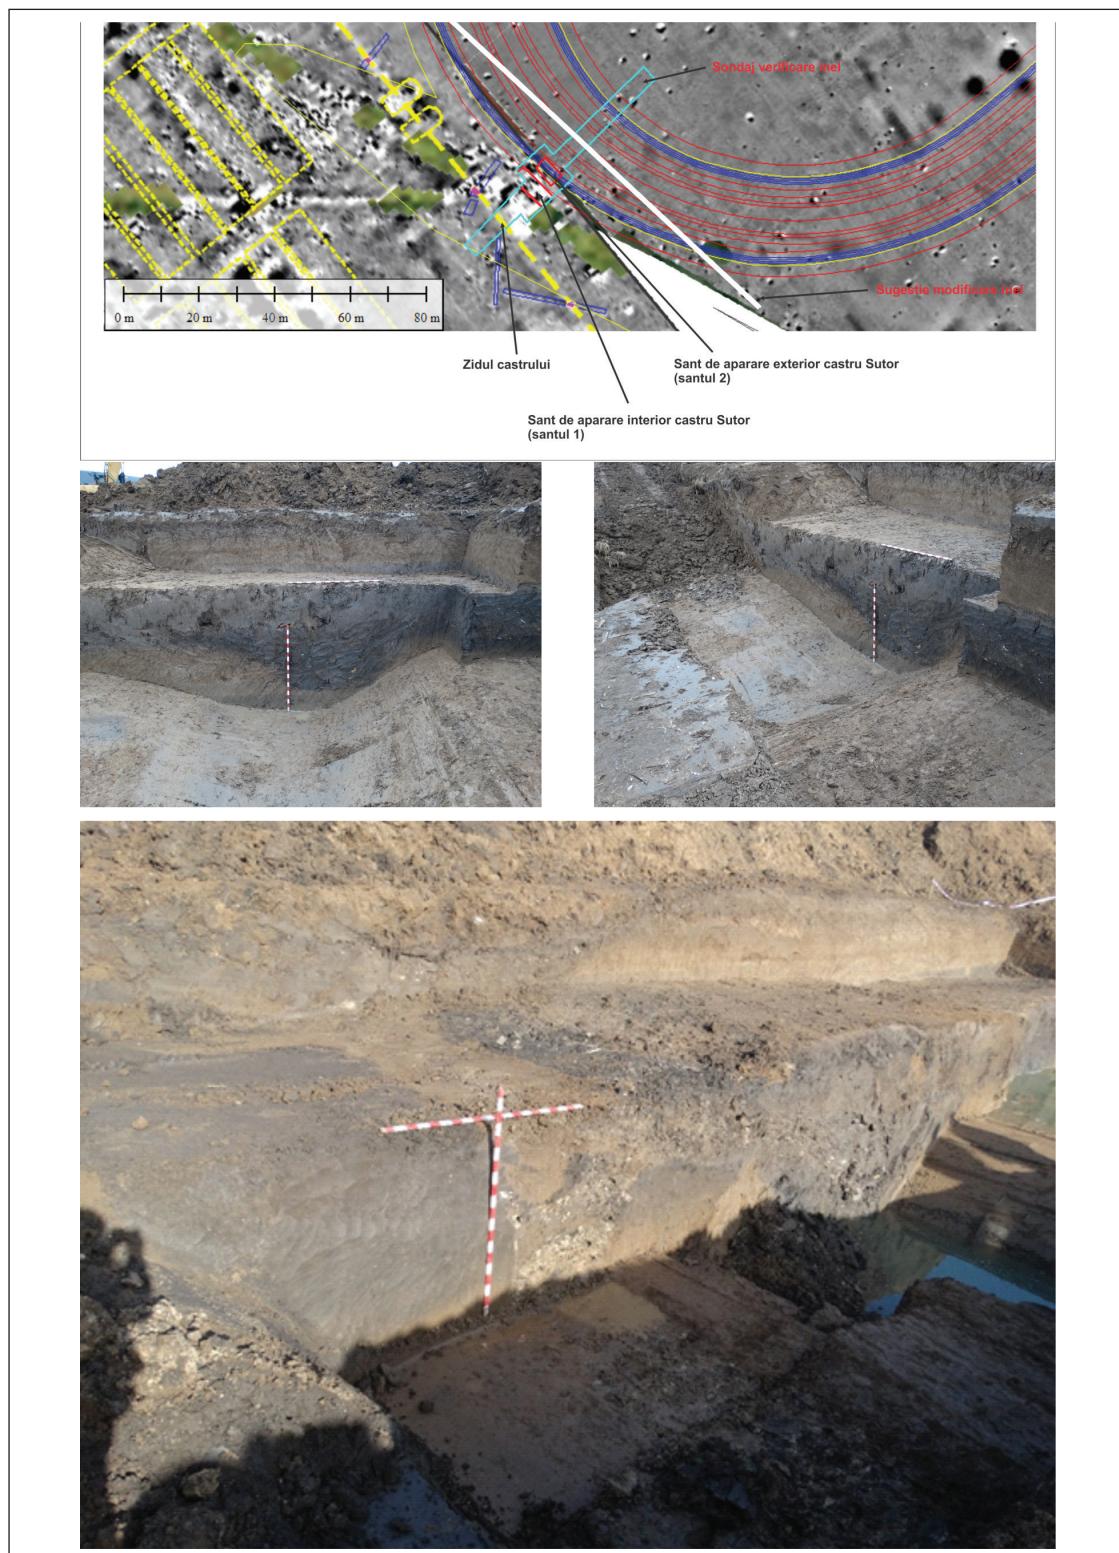 Sondaj verificare inel
Sugestie modificare inel
0 m 20 m 40 m 60 m 80 m
Zidul castrului
Sant de aparare exterior castru Sutor
(santul 2)
Sant de aparare interior castru Sutor
(santul 1)